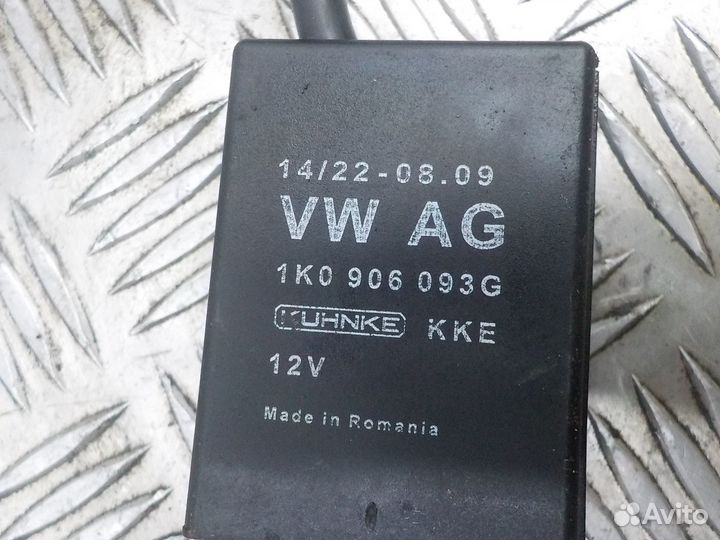 14/22-08.09
VW AG
1K0 906 093G
KUHNKE KKE
12V
Made in Romania
Avito